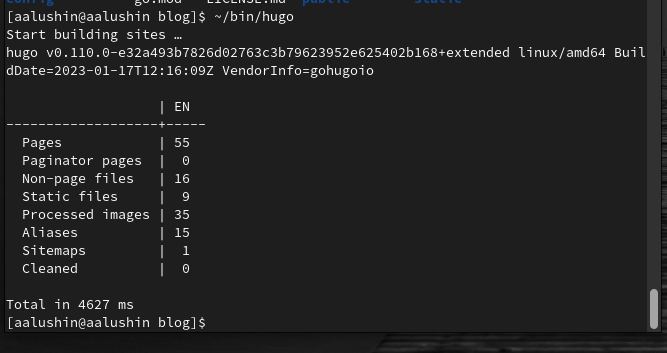 config go.mod LICENSE.md public static
[aalushin@aalushin blog]$ ~/bin/hugo
Start building sites …
hugo v0.110.0-e32a493b7826d02763c3b79623952e625402b168+extended linux/amd64 Buil
dDate=2023-01-17T12:16:09Z VendorInfo=gohugoio
                   | EN
-------------------+-----
  Pages            | 55
  Paginator pages  |  0
  Non-page files   | 16
  Static files     |  9
  Processed images | 35
  Aliases          | 15
  Sitemaps         |  1
  Cleaned          |  0
Total in 4627 ms
[aalushin@aalushin blog]$